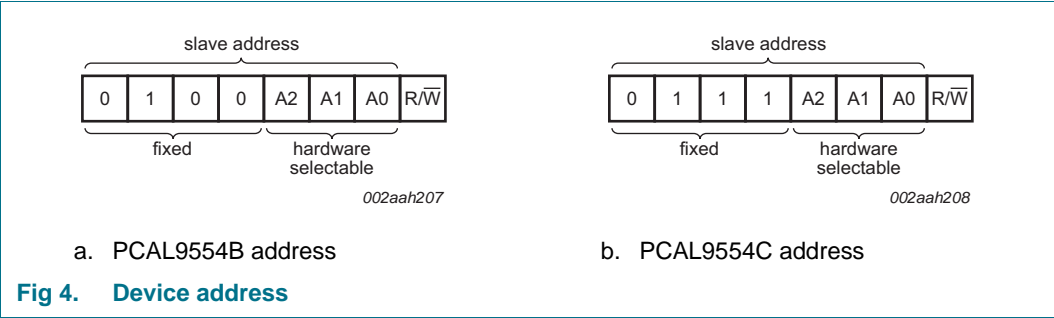 slave address
0 1 0 0 A2 A1 A0 R/W̅
fixed
hardware
selectable
002aah207
a. PCAL9554B address
slave address
0 1 1 1 A2 A1 A0 R/W̅
fixed
hardware
selectable
002aah208
b. PCAL9554C address
Fig 4. Device address